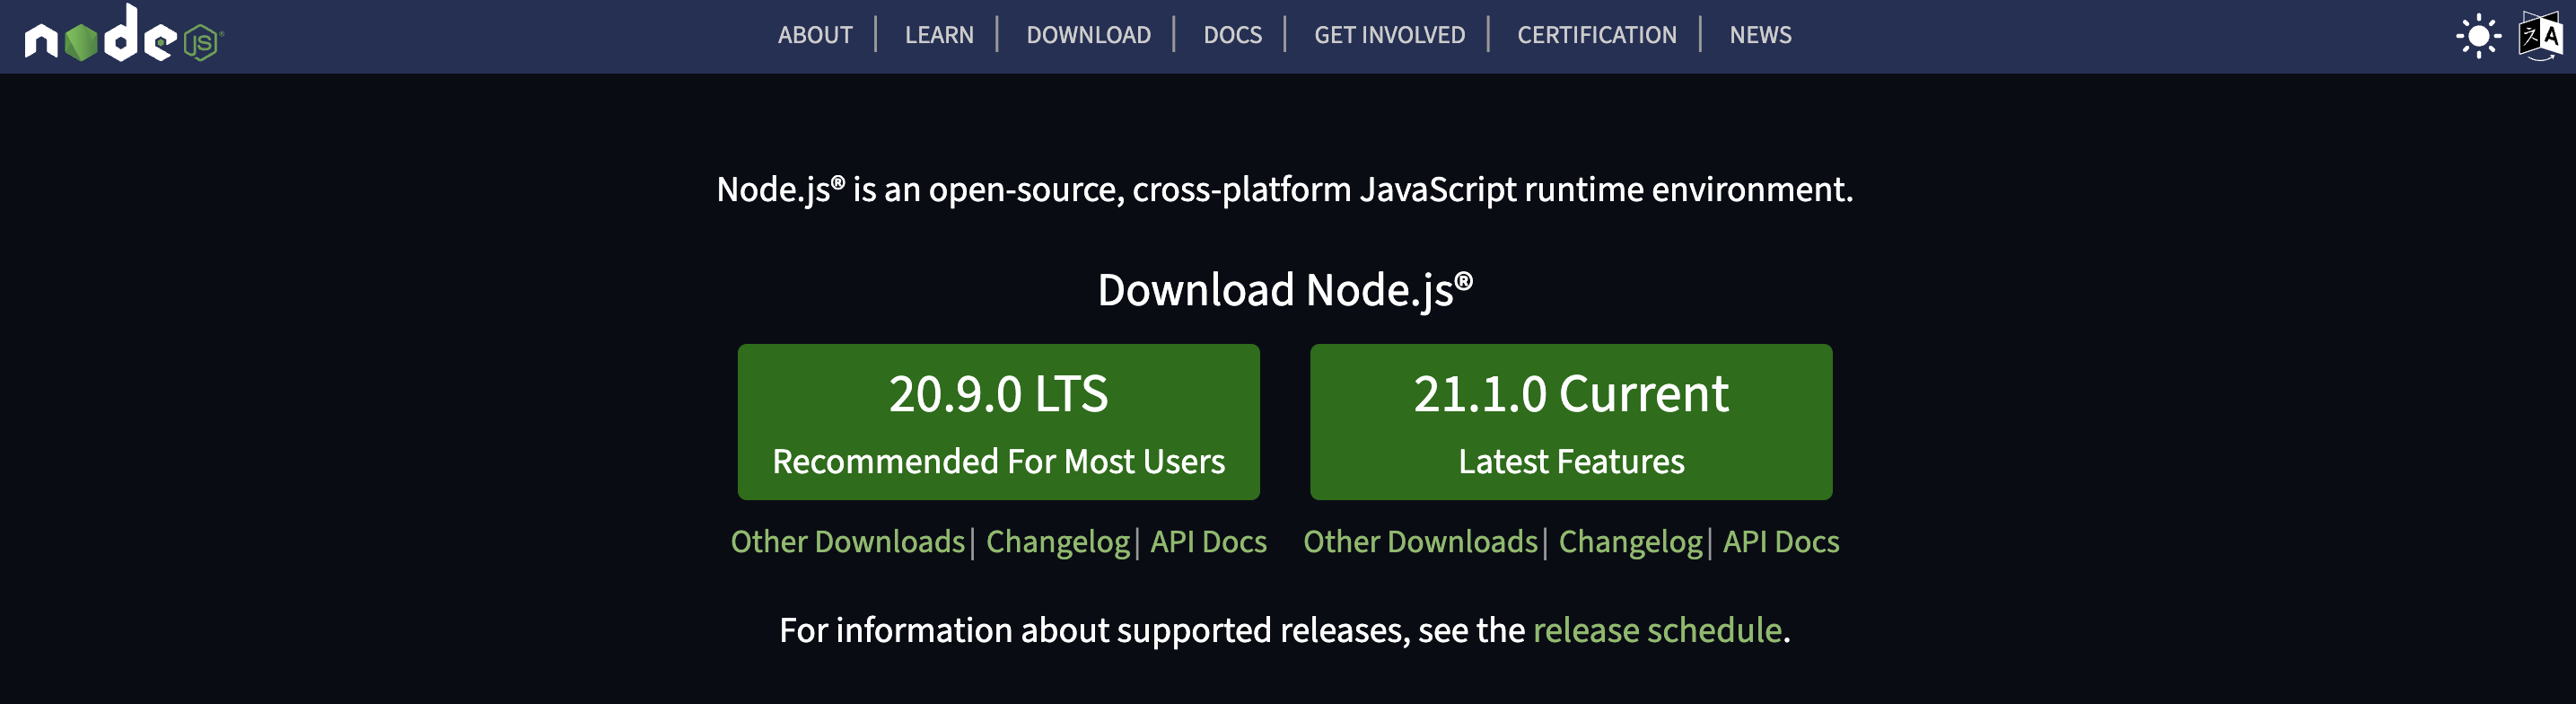 node JS®
ABOUT | LEARN | DOWNLOAD | DOCS | GET INVOLVED | CERTIFICATION | NEWS
Node.js® is an open-source, cross-platform JavaScript runtime environment.
Download Node.js®
20.9.0 LTS
Recommended For Most Users
Other Downloads | Changelog | API Docs
21.1.0 Current
Latest Features
Other Downloads | Changelog | API Docs
For information about supported releases, see the release schedule.